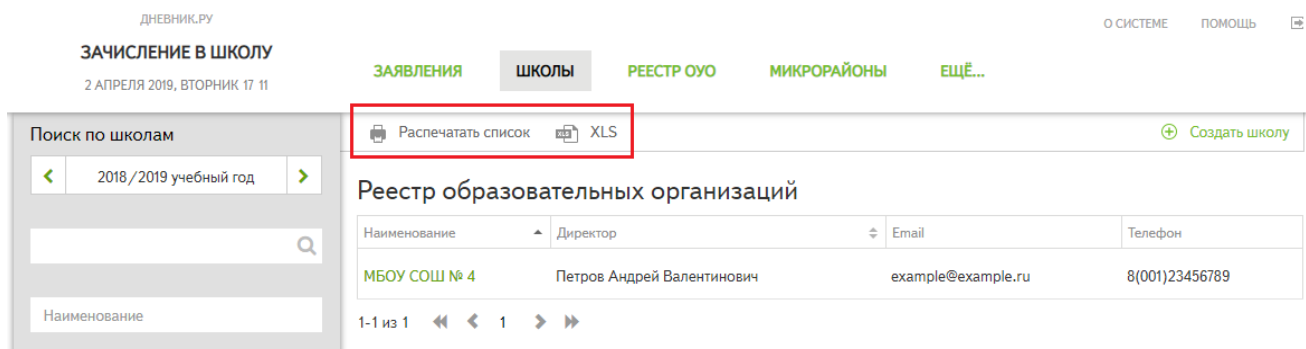 ДНЕВНИК.РУ
О СИСТЕМЕ ПОМОЩЬ
ЗАЧИСЛЕНИЕ В ШКОЛУ
2 АПРЕЛЯ 2019, ВТОРНИК 17 11
ЗАЯВЛЕНИЯ ШКОЛЫ РЕЕСТР ОУО МИКРОРАЙОНЫ ЕЩЁ...
Поиск по школам
2018/2019 учебный год
Наименование
Распечатать список XLS XLS
Создать школу
Реестр образовательных организаций
Наименование Директор Email Телефон
МБОУ СОШ № 4 Петров Андрей Валентинович example@example.ru 8(001)23456789
1-1 из 1 1